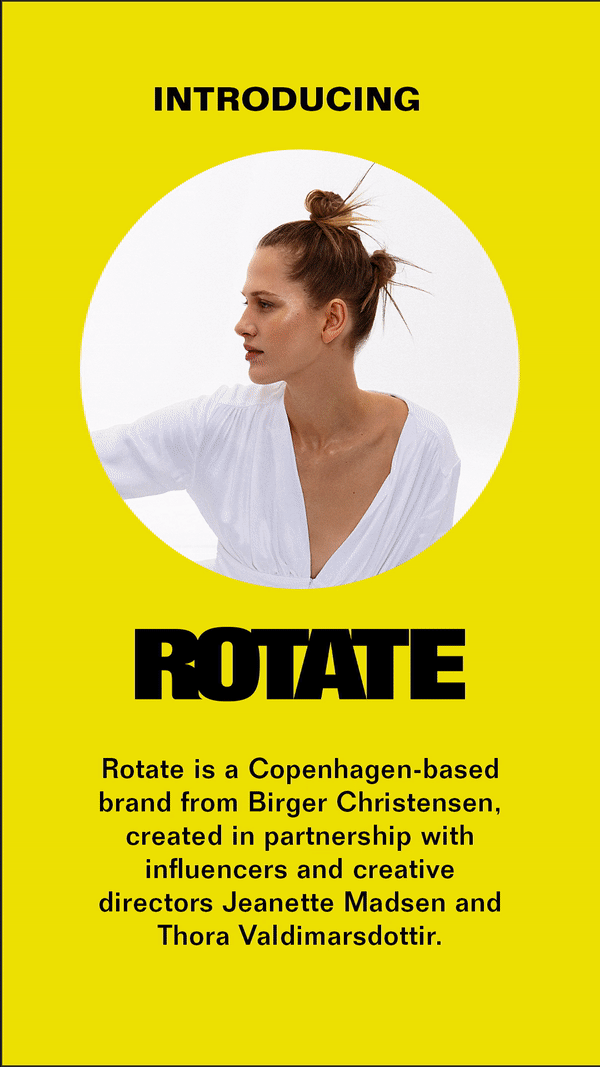 INTRODUCING
ROTATE
Rotate is a Copenhagen-based
brand from Birger Christensen,
created in partnership with
influencers and creative
directors Jeanette Madsen and
Thora Valdimarsdottir.